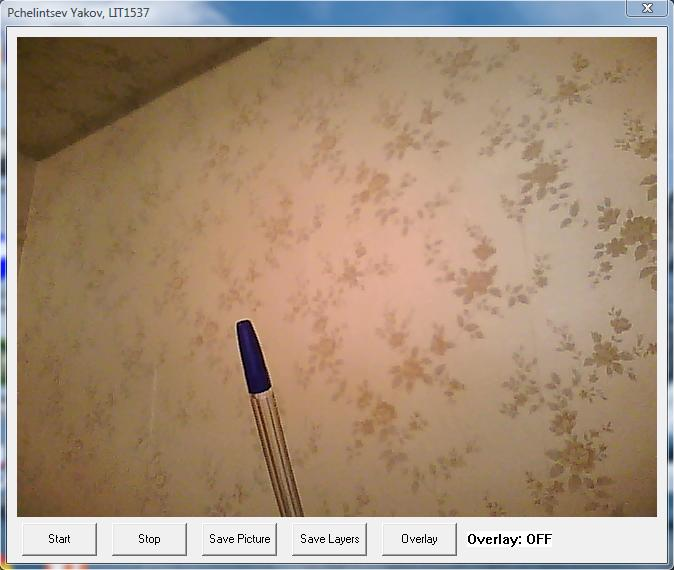 Pchelintsev Yakov, LIT1537
Start
Stop
Save Picture
Save Layers
Overlay
Overlay: OFF